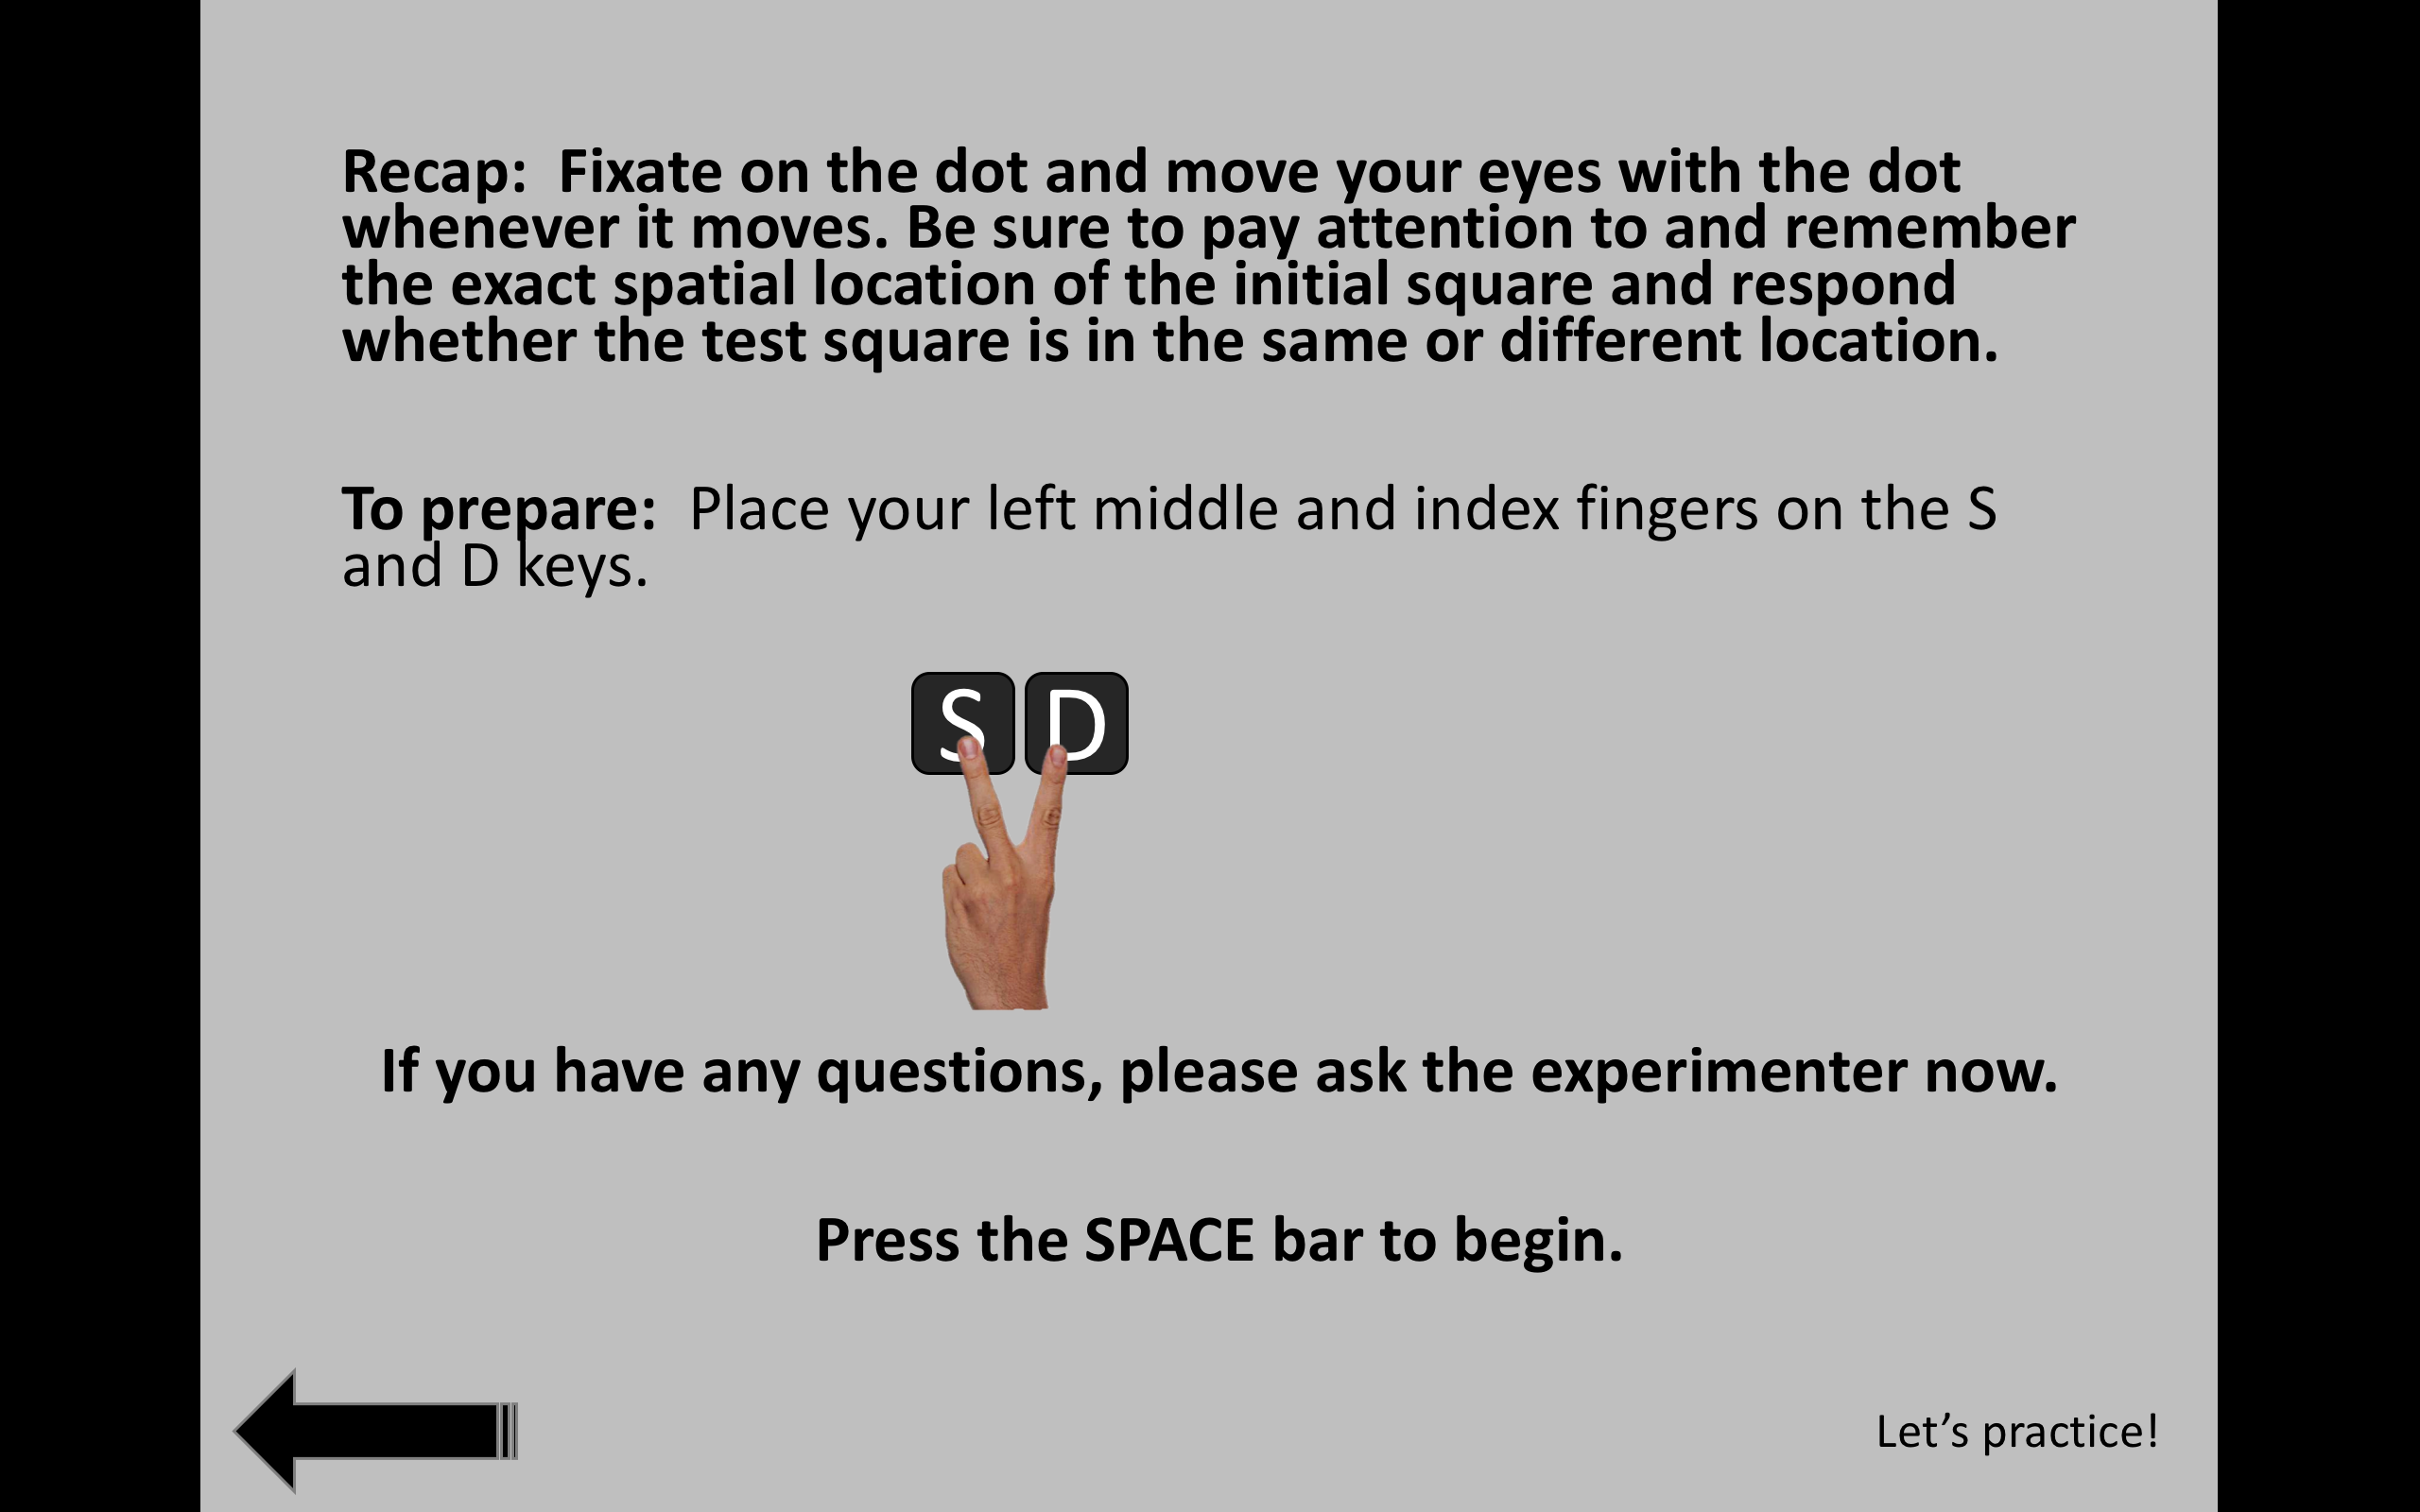 Recap:  Fixate on the dot and move your eyes with the dot
whenever it moves. Be sure to pay attention to and remember
the exact spatial location of the initial square and respond
whether the test square is in the same or different location.
To prepare:  Place your left middle and index fingers on the S
and D keys.
S D
If you have any questions, please ask the experimenter now.
Press the SPACE bar to begin.
Let’s practice!